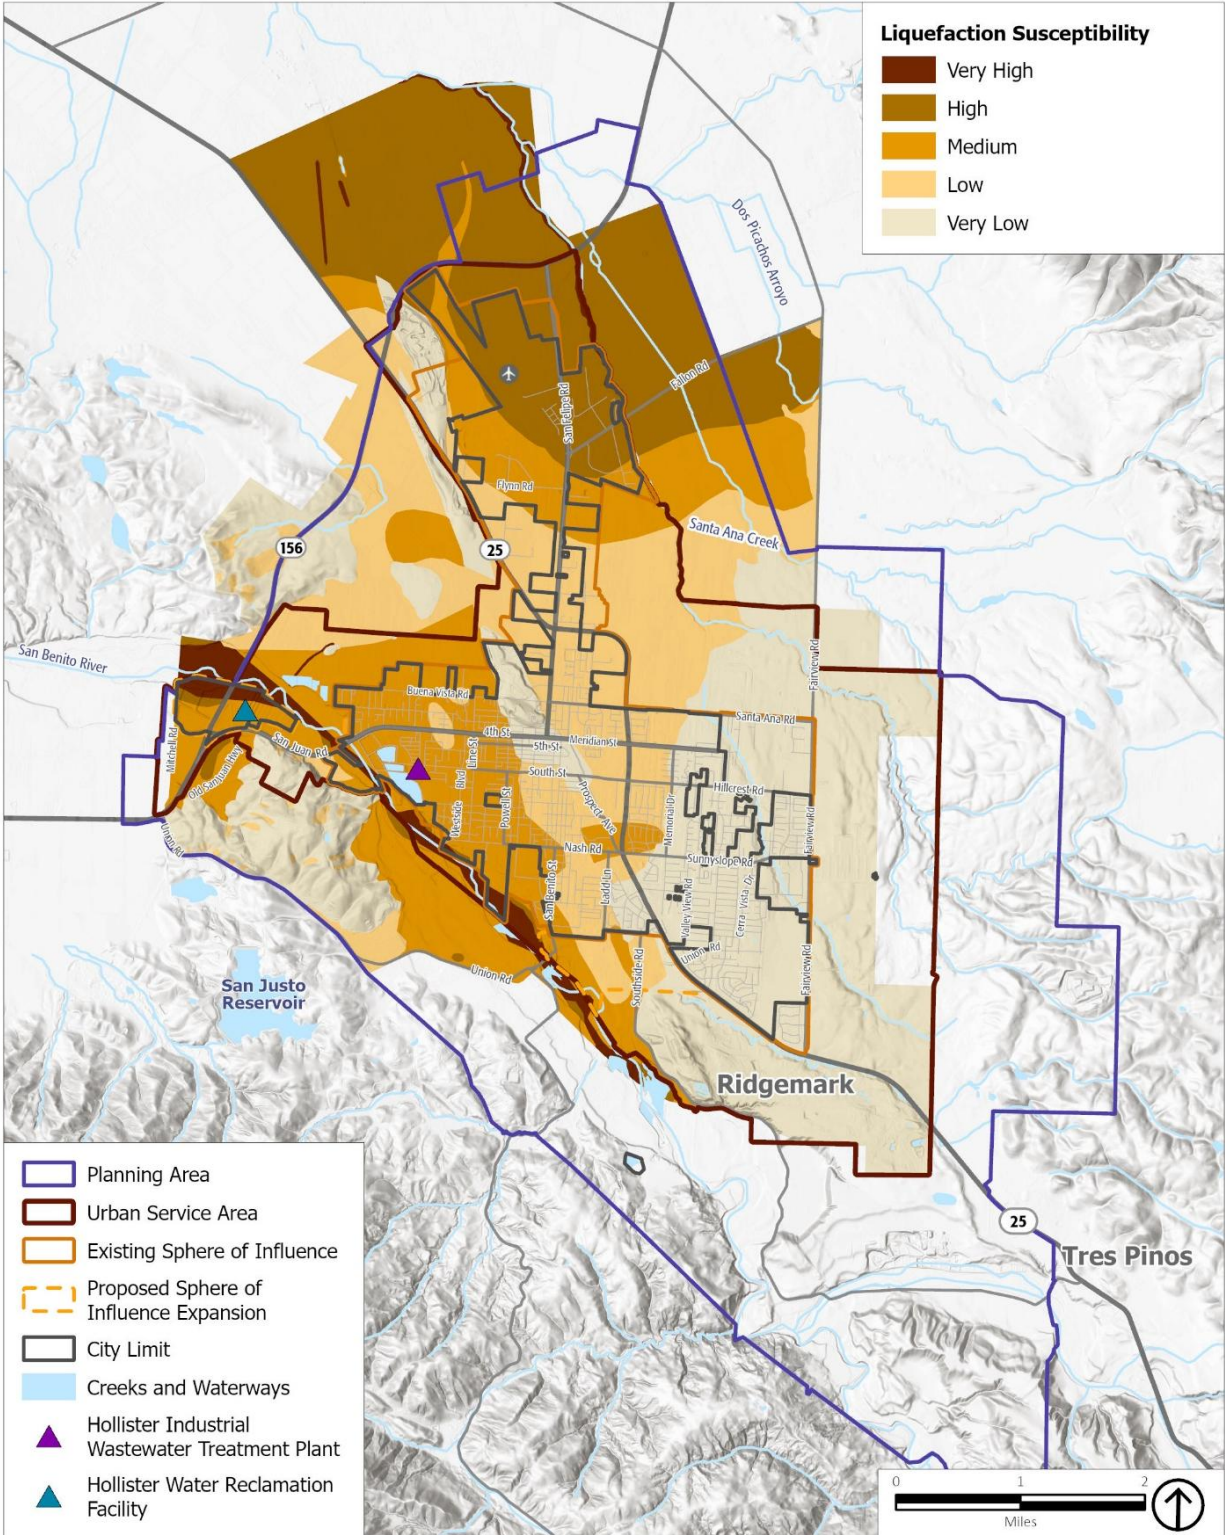 Liquefaction Susceptibility
Very High
High
Medium
Low
Very Low
Dos Picachos Arroyo
Fallon Rd
San Felipe Rd
Flynn Rd
Santa Ana Creek
156
25
San Benito River
Fairview Rd
Buena Vista Rd
Santa Ana Rd
4th St
Meridian St
5th St
Mitchell Rd
San Juan Rd
Old San Juan Hwy
Line St
South St
Westside Blvd
Powell St
Prospect Ave
Memorial Dr
Hillcrest Rd
Fairview Rd
Union Rd
Nash Rd
Sunnyslope Rd
San Benito St
Ladd Ln
Valley View Rd
Cerra Vista Dr
Union Rd
Southside Rd
Fairview Rd
Union Rd
San Justo
Reservoir
Ridgemark
25
Tres Pinos
Planning Area
Urban Service Area
Existing Sphere of Influence
Proposed Sphere of
Influence Expansion
City Limit
Creeks and Waterways
Hollister Industrial
Wastewater Treatment Plant
Hollister Water Reclamation
Facility
0 1 2
Miles